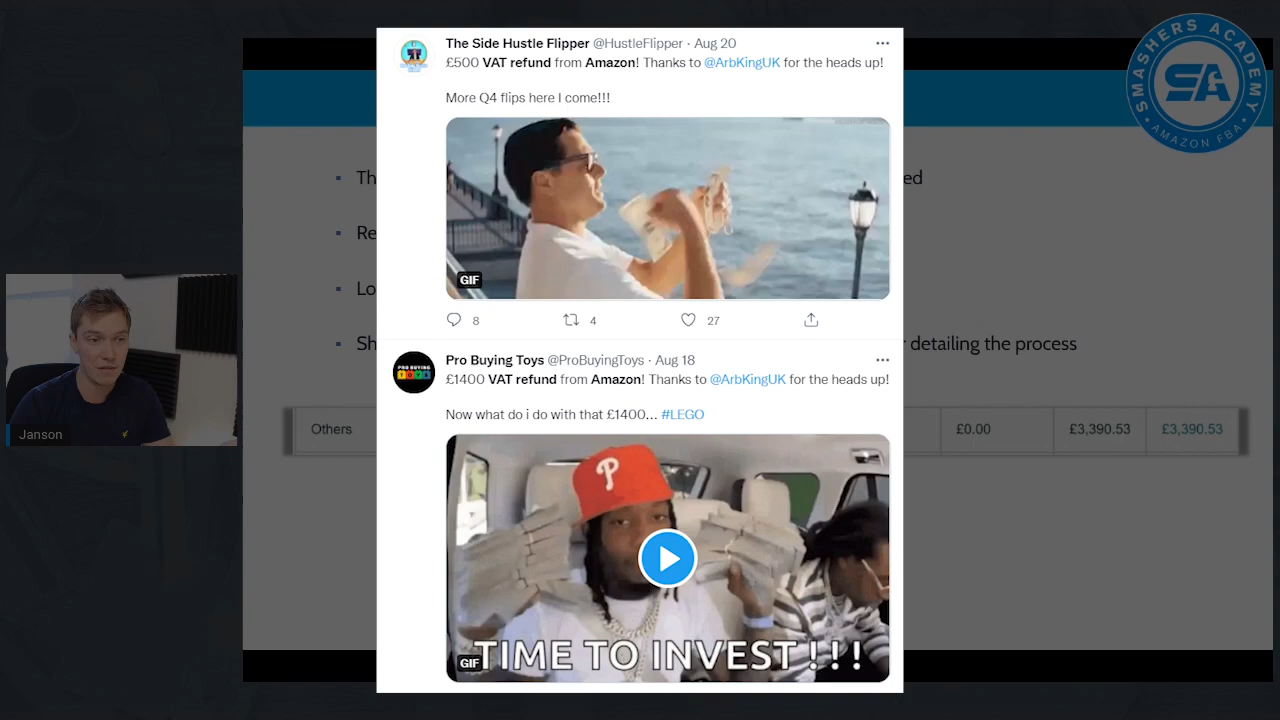 The Side Hustle Flipper @HustleFlipper · Aug 20
£500 VAT refund from Amazon! Thanks to @ArbKingUK for the heads up!
More Q4 flips here I come!!!
GIF
8 4 27
Pro Buying Toys @ProBuyingToys · Aug 18
£1400 VAT refund from Amazon! Thanks to @ArbKingUK for the heads up!
Now what do i do with that £1400... #LEGO
PRO BUYING
TOYS
P
TIME TO INVEST!!!
GIF
SMASHERS ACADEMY
SA
AMAZON FBA
ed
detailing the process
Others £0.00 £3,390.53 £3,390.53
Janson